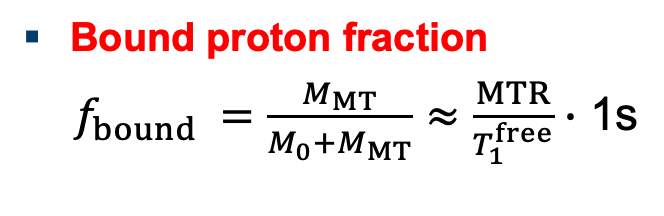 ▪ Bound proton fraction
f_bound = M_MT / (M_0+M_MT) ≈ MTR / T_1^free · 1s